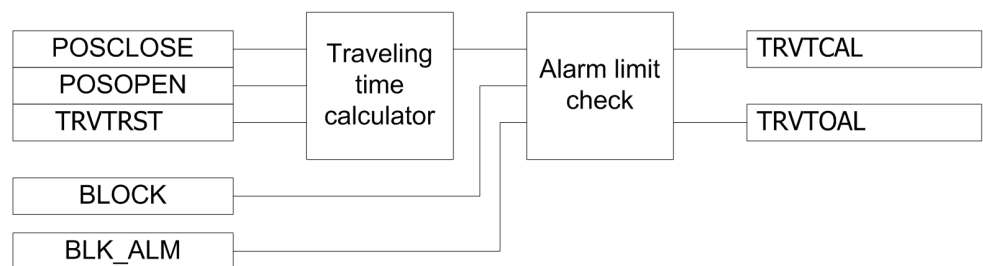 POSCLOSE
POSOPEN
TRVTRST
BLOCK
BLK_ALM
Traveling
time
calculator
Alarm limit
check
TRVTCAL
TRVTOAL